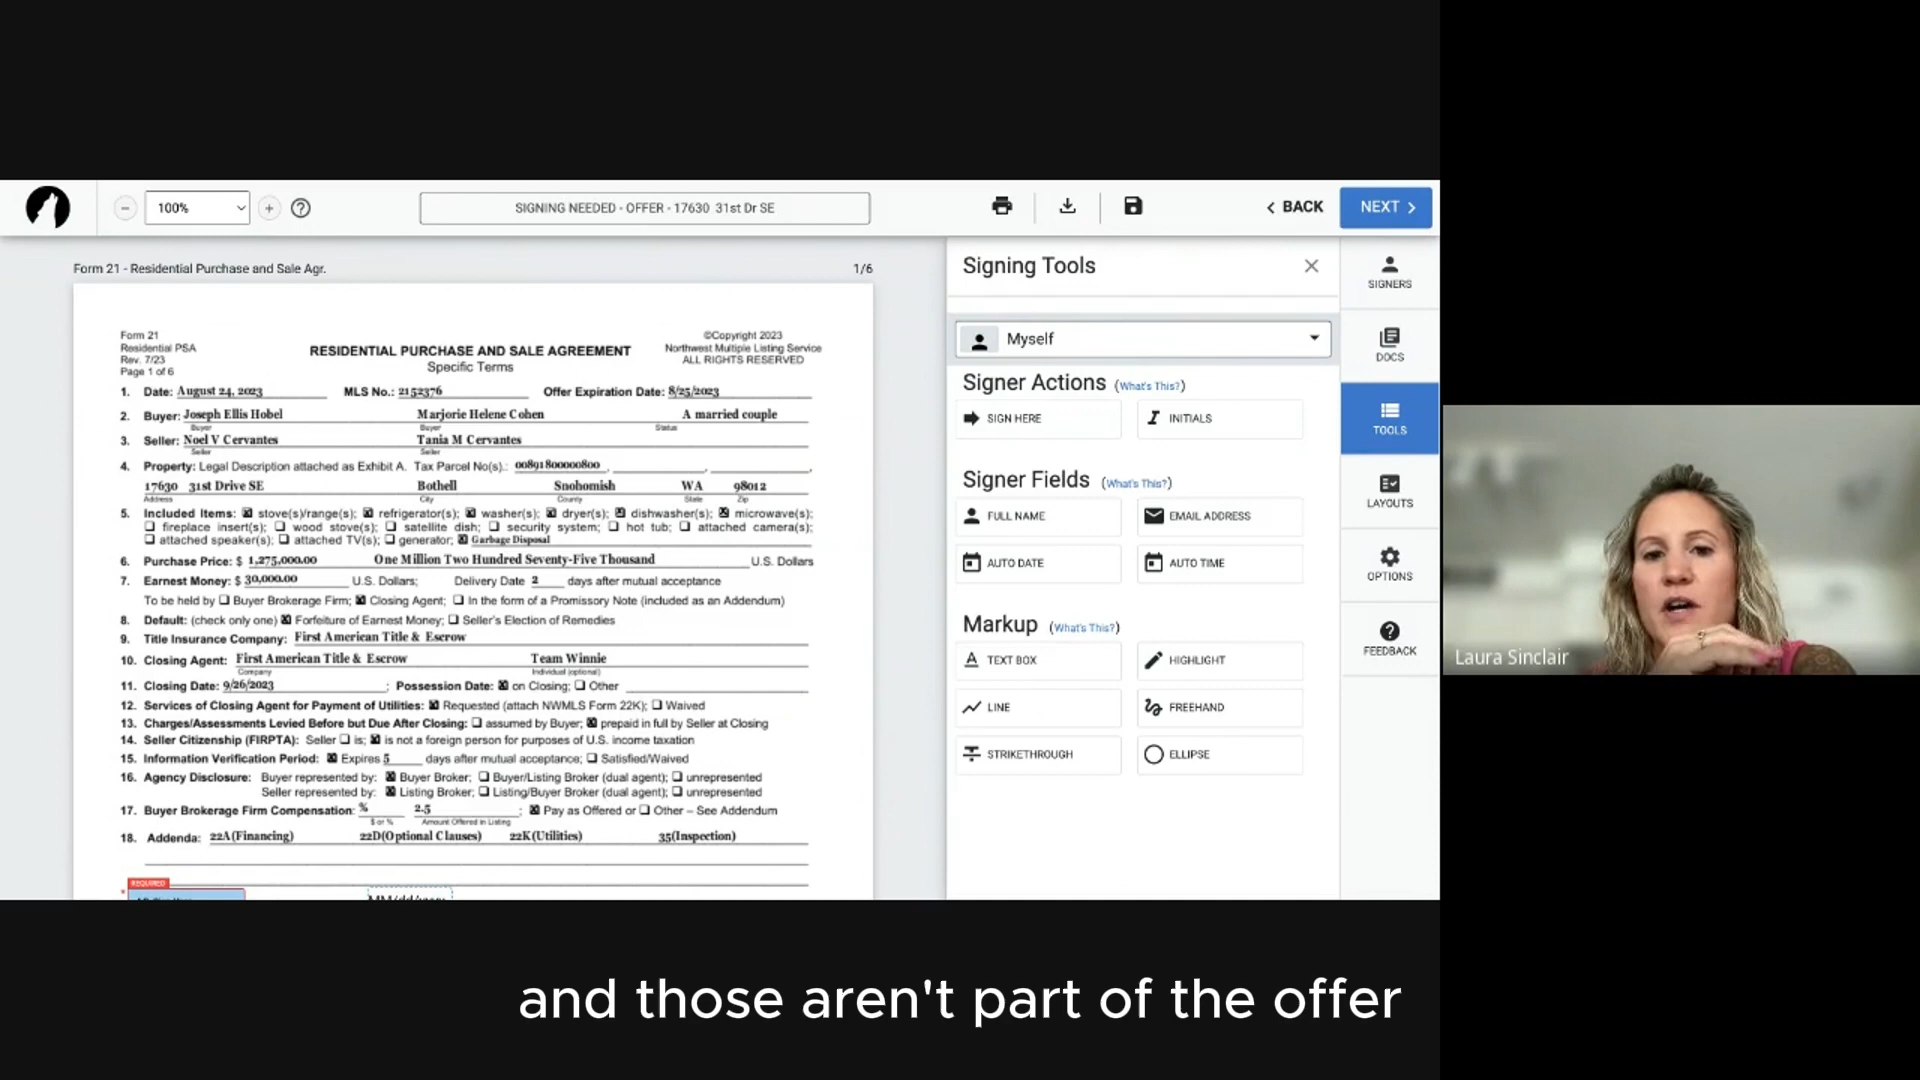 100%
SIGNING NEEDED - OFFER - 17630 31st Dr SE
BACK
NEXT
Form 21 - Residential Purchase and Sale Agr.
1/6
Form 21
Residential PSA
Rev. 7/23
Page 1 of 6
RESIDENTIAL PURCHASE AND SALE AGREEMENT
Specific Terms
©Copyright 2023
Northwest Multiple Listing Service
ALL RIGHTS RESERVED
1. Date: August 24, 2023 MLS No.: 2152376 Offer Expiration Date: 8/25/2023
2. Buyer: Joseph Ellis Hobel Marjorie Helene Cohen A married couple
Buyer Buyer Status
3. Seller: Noel V Cervantes Tania M Cervantes
Seller Seller
4. Property: Legal Description attached as Exhibit A. Tax Parcel No(s).: 00891800000800, , ,
17630 31st Drive SE Bothell Snohomish WA 98012
Address City County State Zip
5. Included Items: stove(s)/range(s); refrigerator(s); washer(s); dryer(s); dishwasher(s); microwave(s);
fireplace insert(s); wood stove(s); satellite dish; security system; hot tub; attached camera(s);
attached speaker(s); attached TV(s); generator; Garbage Disposal
6. Purchase Price: $ 1,275,000.00 One Million Two Hundred Seventy-Five Thousand U.S. Dollars
7. Earnest Money: $ 30,000.00 U.S. Dollars; Delivery Date 2 days after mutual acceptance
To be held by Buyer Brokerage Firm; Closing Agent; In the form of a Promissory Note (included as an Addendum)
8. Default: (check only one) Forfeiture of Earnest Money; Seller's Election of Remedies
9. Title Insurance Company: First American Title & Escrow
10. Closing Agent: First American Title & Escrow Team Winnie
Company Individual (optional)
11. Closing Date: 9/26/2023 ; Possession Date: on Closing; Other
12. Services of Closing Agent for Payment of Utilities: Requested (attach NWMLS Form 22K); Waived
13. Charges/Assessments Levied Before but Due After Closing: assumed by Buyer; prepaid in full by Seller at Closing
14. Seller Citizenship (FIRPTA): Seller is; is not a foreign person for purposes of U.S. income taxation
15. Information Verification Period: Expires 5 days after mutual acceptance; Satisfied/Waived
16. Agency Disclosure: Buyer represented by: Buyer Broker; Buyer/Listing Broker (dual agent); unrepresented
Seller represented by: Listing Broker; Listing/Buyer Broker (dual agent); unrepresented
17. Buyer Brokerage Firm Compensation: % 2.5 ; Pay as Offered or Other – See Addendum
$ or % Amount Offered in Listing
18. Addenda: 22A(Financing) 22D(Optional Clauses) 22K(Utilities) 35(Inspection)
REQUIRED
Signing Tools
Myself
Signer Actions (What's This?)
SIGN HERE
INITIALS
Signer Fields (What's This?)
FULL NAME
EMAIL ADDRESS
AUTO DATE
AUTO TIME
Markup (What's This?)
TEXT BOX
HIGHLIGHT
LINE
FREEHAND
STRIKETHROUGH
ELLIPSE
SIGNERS
DOCS
TOOLS
LAYOUTS
OPTIONS
FEEDBACK
Laura Sinclair
and those aren't part of the offer